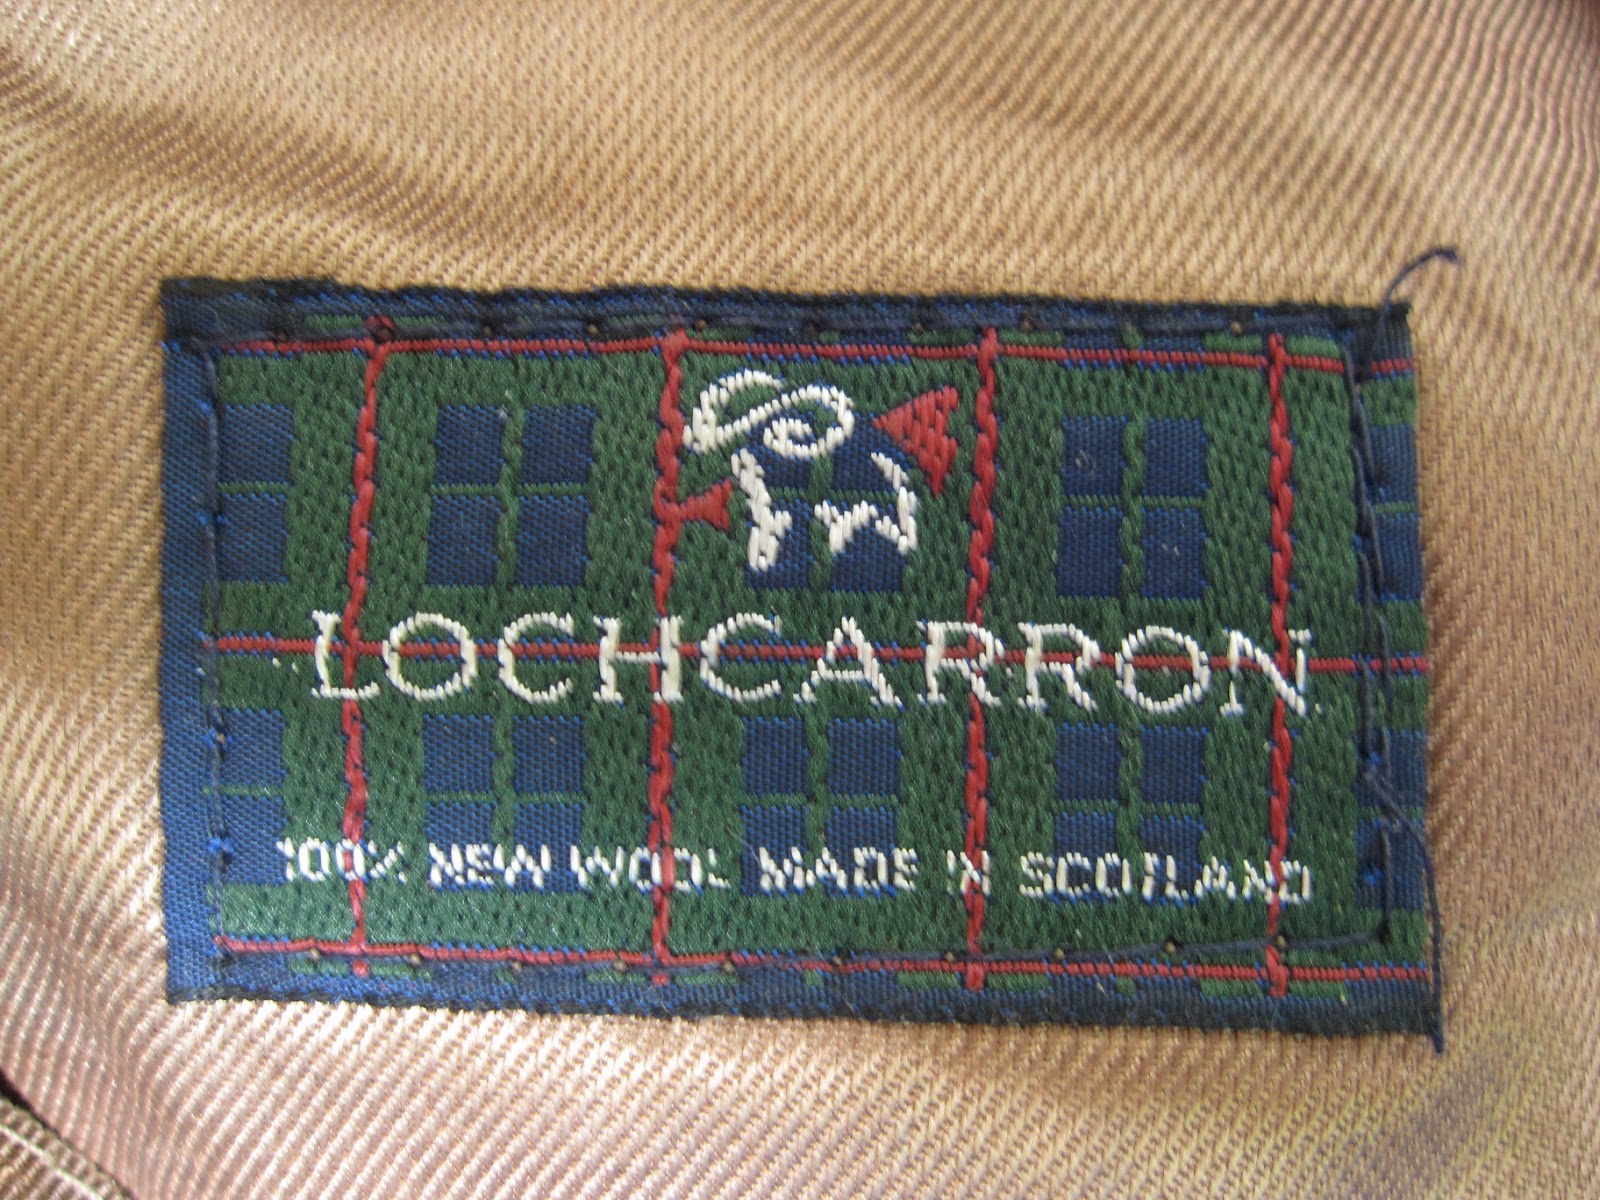 LOCHCARRON
100% NEW WOOL MADE IN SCOTLAND